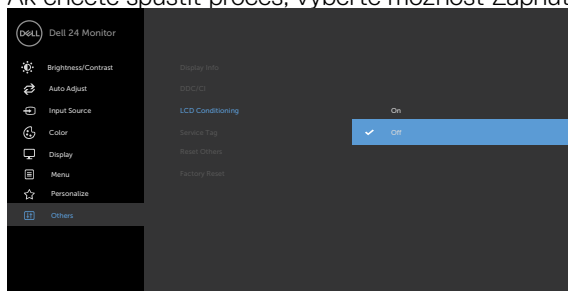 Ak chcete spustiť proces, vyberte možnosť Zapnúť
DELL Dell 24 Monitor
Brightness/Contrast Display Info
Auto Adjust DDC/CI
Input Source LCD Conditioning On
Color Service Tag Off
Display Reset Others
Menu Factory Reset
Personalize
Others